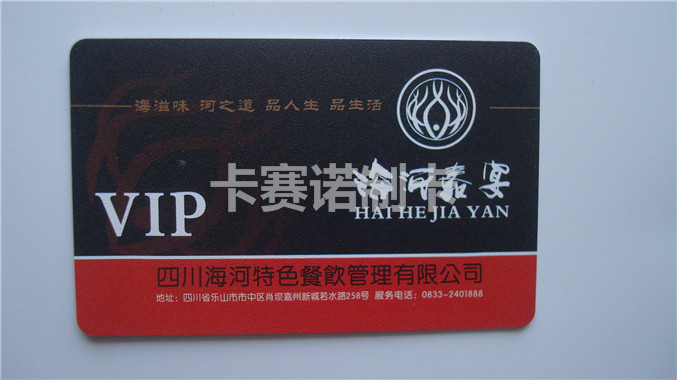 海滋味 河之道 品人生 品生活
卡赛诺制卡
VIP
海河嘉宴
HAI HE JIA YAN
四川海河特色餐飲管理有限公司
地址：四川省乐山市市中区肖坝嘉州新城若水路258号 服务电话：0833-2401888